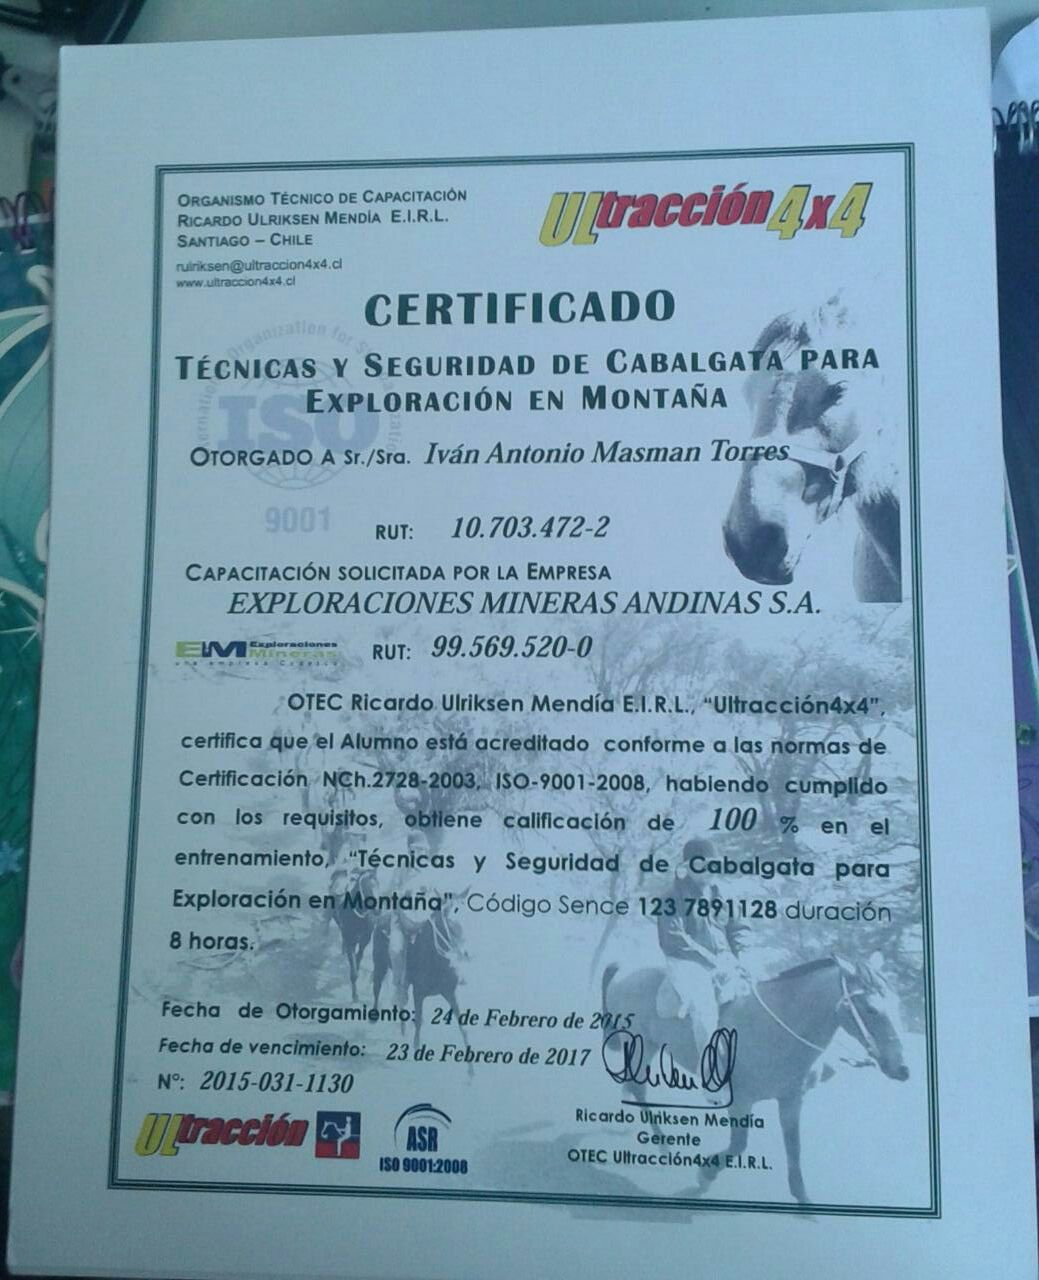 ORGANISMO TÉCNICO DE CAPACITACIÓN
RICARDO ULRIKSEN MENDÍA E.I.R.L.
SANTIAGO – CHILE
rulriksen@ultraccion4x4.cl
www.ultraccion4x4.cl
ULtracción4x4
CERTIFICADO
TÉCNICAS Y SEGURIDAD DE CABALGATA PARA
EXPLORACIÓN EN MONTAÑA
ISO
OTORGADO A Sr./Sra. Iván Antonio Masman Torres
9001
RUT: 10.703.472-2
CAPACITACIÓN SOLICITADA POR LA EMPRESA
EXPLORACIONES MINERAS ANDINAS S.A.
EM Exploraciones
Mineras
una empresa Codelco
RUT: 99.569.520-0
OTEC Ricardo Ulriksen Mendía E.I.R.L., “Ultracción4x4”,
certifica que el Alumno está acreditado conforme a las normas de
Certificación NCh.2728-2003, ISO-9001-2008, habiendo cumplido
con los requisitos, obtiene calificación de 100 % en el
entrenamiento, “Técnicas y Seguridad de Cabalgata para
Exploración en Montaña”, Código Sence 123 7891128 duración
8 horas.
Fecha de Otorgamiento: 24 de Febrero de 2015
Fecha de vencimiento: 23 de Febrero de 2017
N°: 2015-031-1130
ULtracción
ASR
ISO 9001:2008
Ricardo Ulriksen Mendía
Gerente
OTEC Ultracción4x4 E.I.R.L.